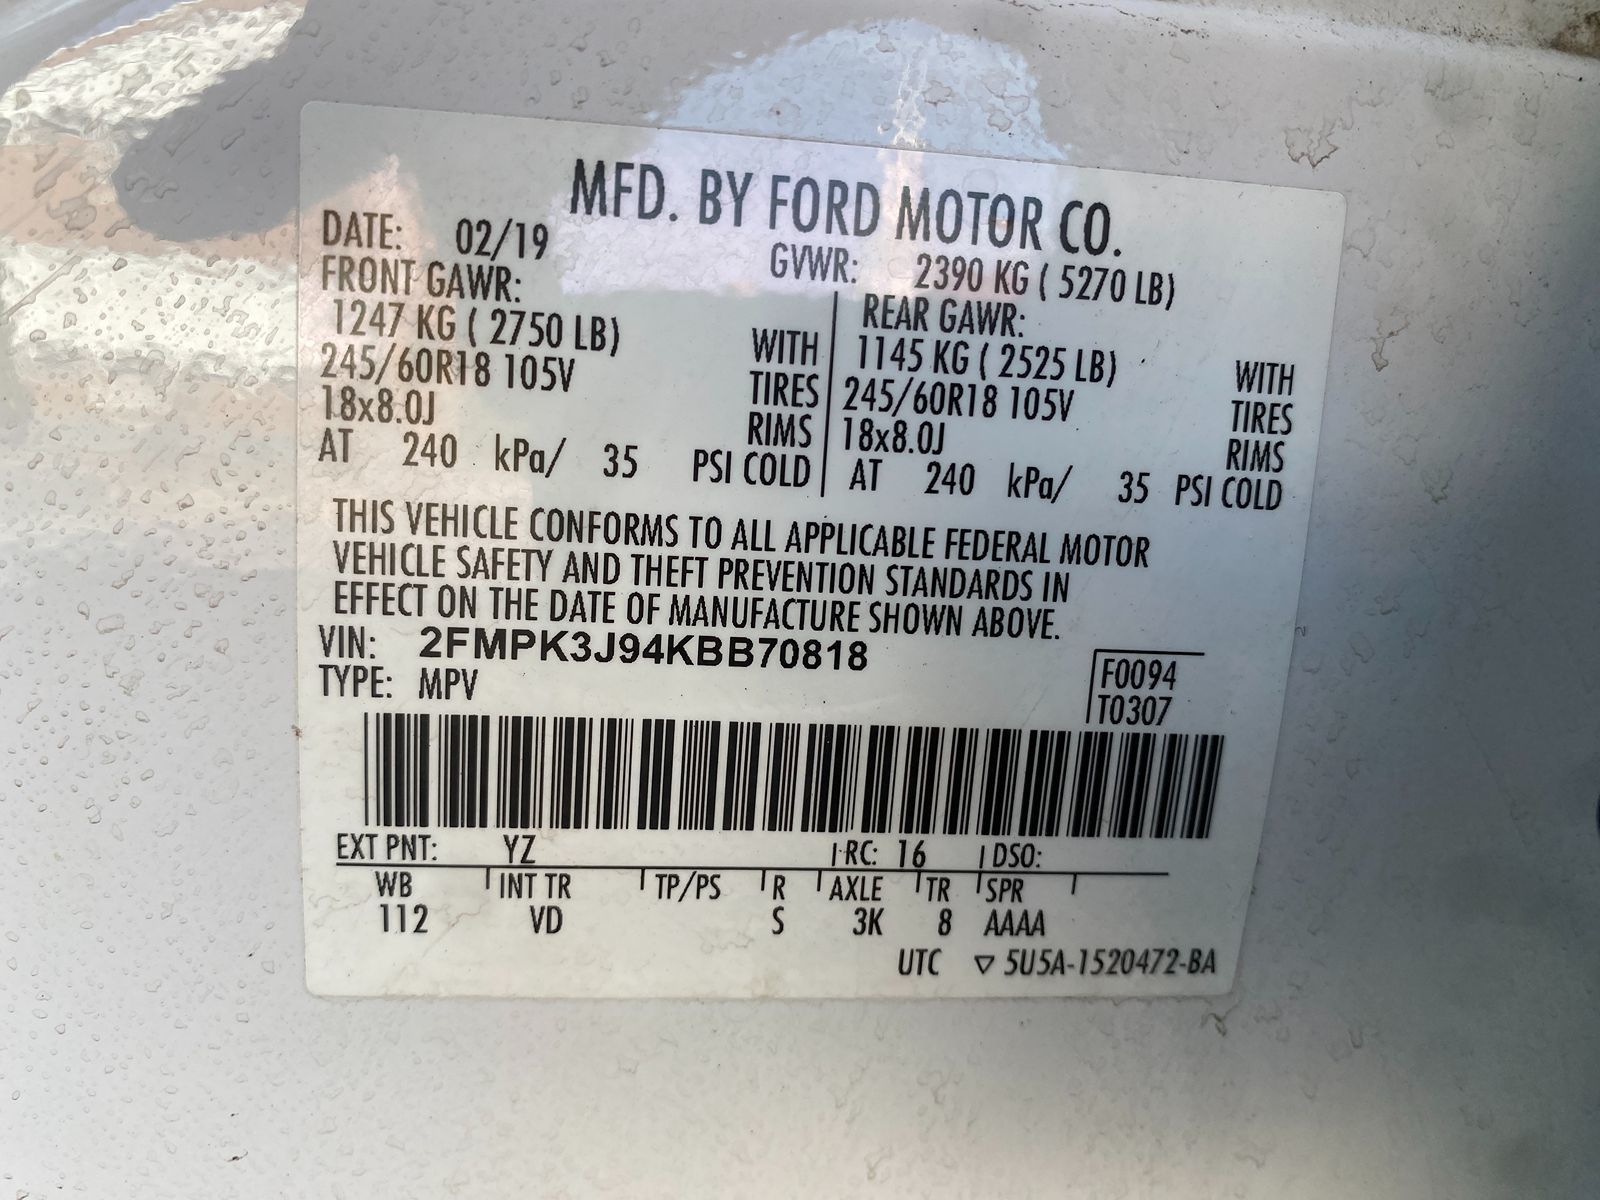 MFD. BY FORD MOTOR CO.
DATE: 02/19 GVWR: 2390 KG ( 5270 LB)
FRONT GAWR: REAR GAWR:
1247 KG ( 2750 LB) WITH 1145 KG ( 2525 LB) WITH
245/60R18 105V TIRES 245/60R18 105V TIRES
18x8.0J RIMS 18x8.0J RIMS
AT 240 kPa/ 35 PSI COLD AT 240 kPa/ 35 PSI COLD
THIS VEHICLE CONFORMS TO ALL APPLICABLE FEDERAL MOTOR
VEHICLE SAFETY AND THEFT PREVENTION STANDARDS IN
EFFECT ON THE DATE OF MANUFACTURE SHOWN ABOVE.
VIN: 2FMPK3J94KBB70818
TYPE: MPV
F0094
T0307
EXT PNT: YZ RC: 16 DSO:
WB INT TR TP/PS R AXLE TR SPR
112 VD S 3K 8 AAAA
UTC ▽ 5U5A-1520472-BA